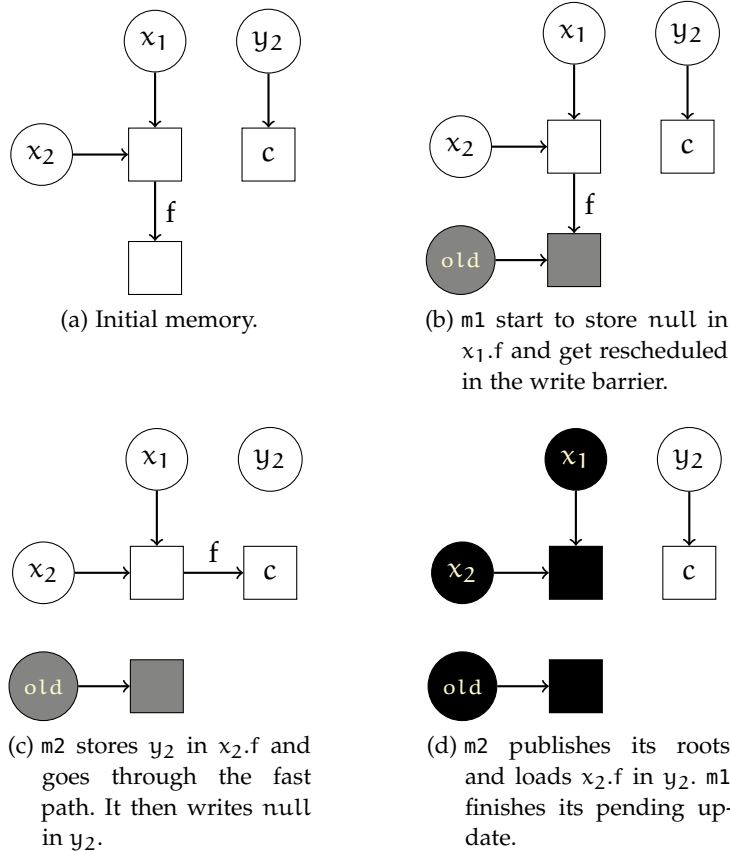 x1 y2
x2 c
f
(a) Initial memory.
x1 y2
x2 c
f
old
(b) m1 start to store null in
x1.f and get rescheduled
in the write barrier.
x1 y2
f
x2 c
old
(c) m2 stores y2 in x2.f and
goes through the fast
path. It then writes null
in y2.
x1 y2
x2 c
old
(d) m2 publishes its roots
and loads x2.f in y2. m1
finishes its pending up-
date.